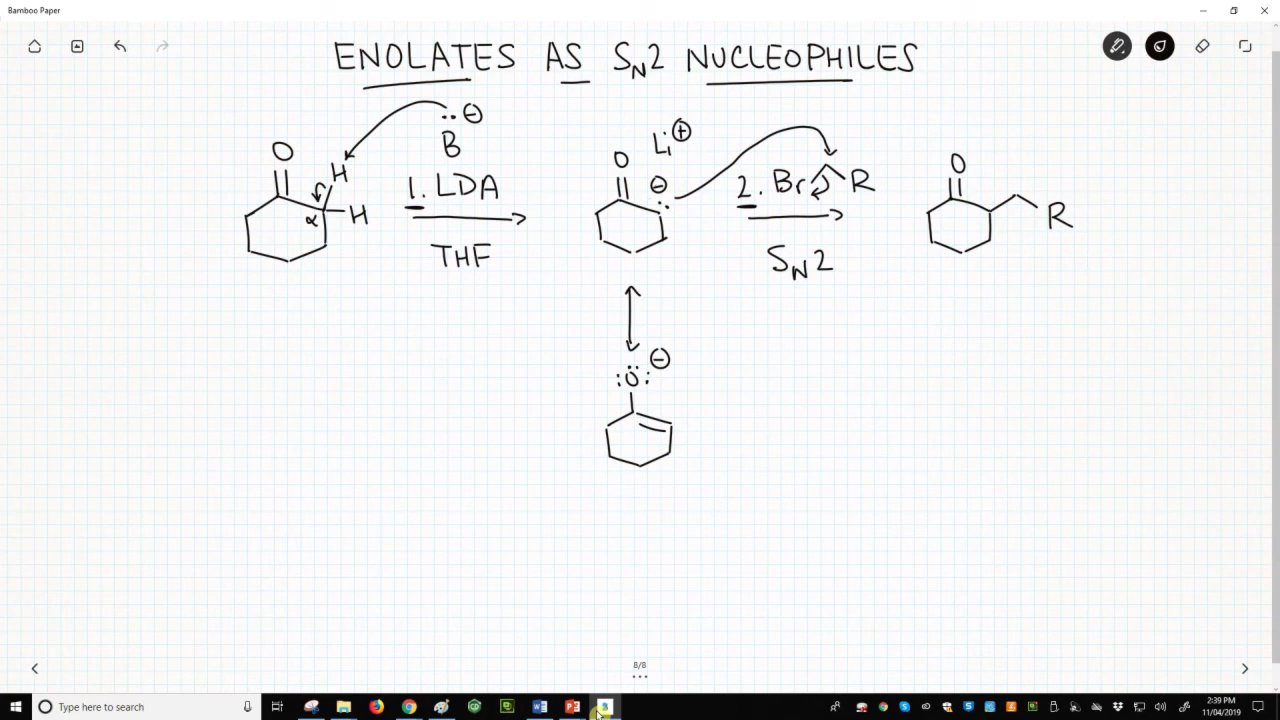 Bamboo Paper
ENOLATES AS SN2 NUCLEOPHILES
⊖
B
O
H
H
α
1. LDA
THF
O
Li⊕
⊖
2. Br R
SN2
O
R
:Ö: ⊖
8/8
Type here to search
2:39 PM
11/04/2019